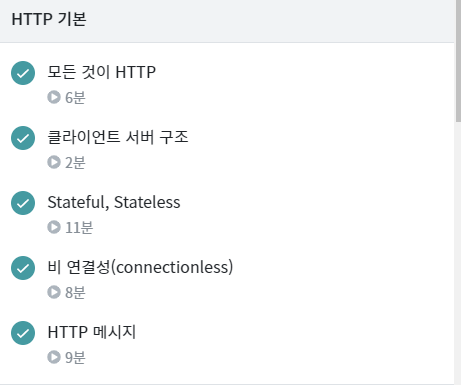 HTTP 기본
모든 것이 HTTP
6분
클라이언트 서버 구조
2분
Stateful, Stateless
11분
비 연결성(connectionless)
8분
HTTP 메시지
9분